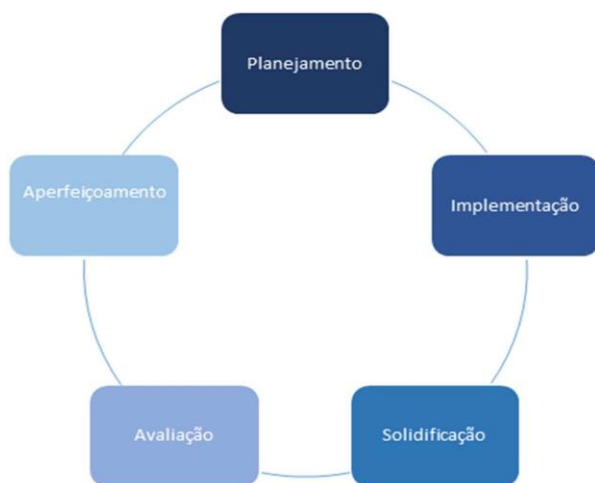 Planejamento
Implementação
Solidificação
Avaliação
Aperfeiçoamento